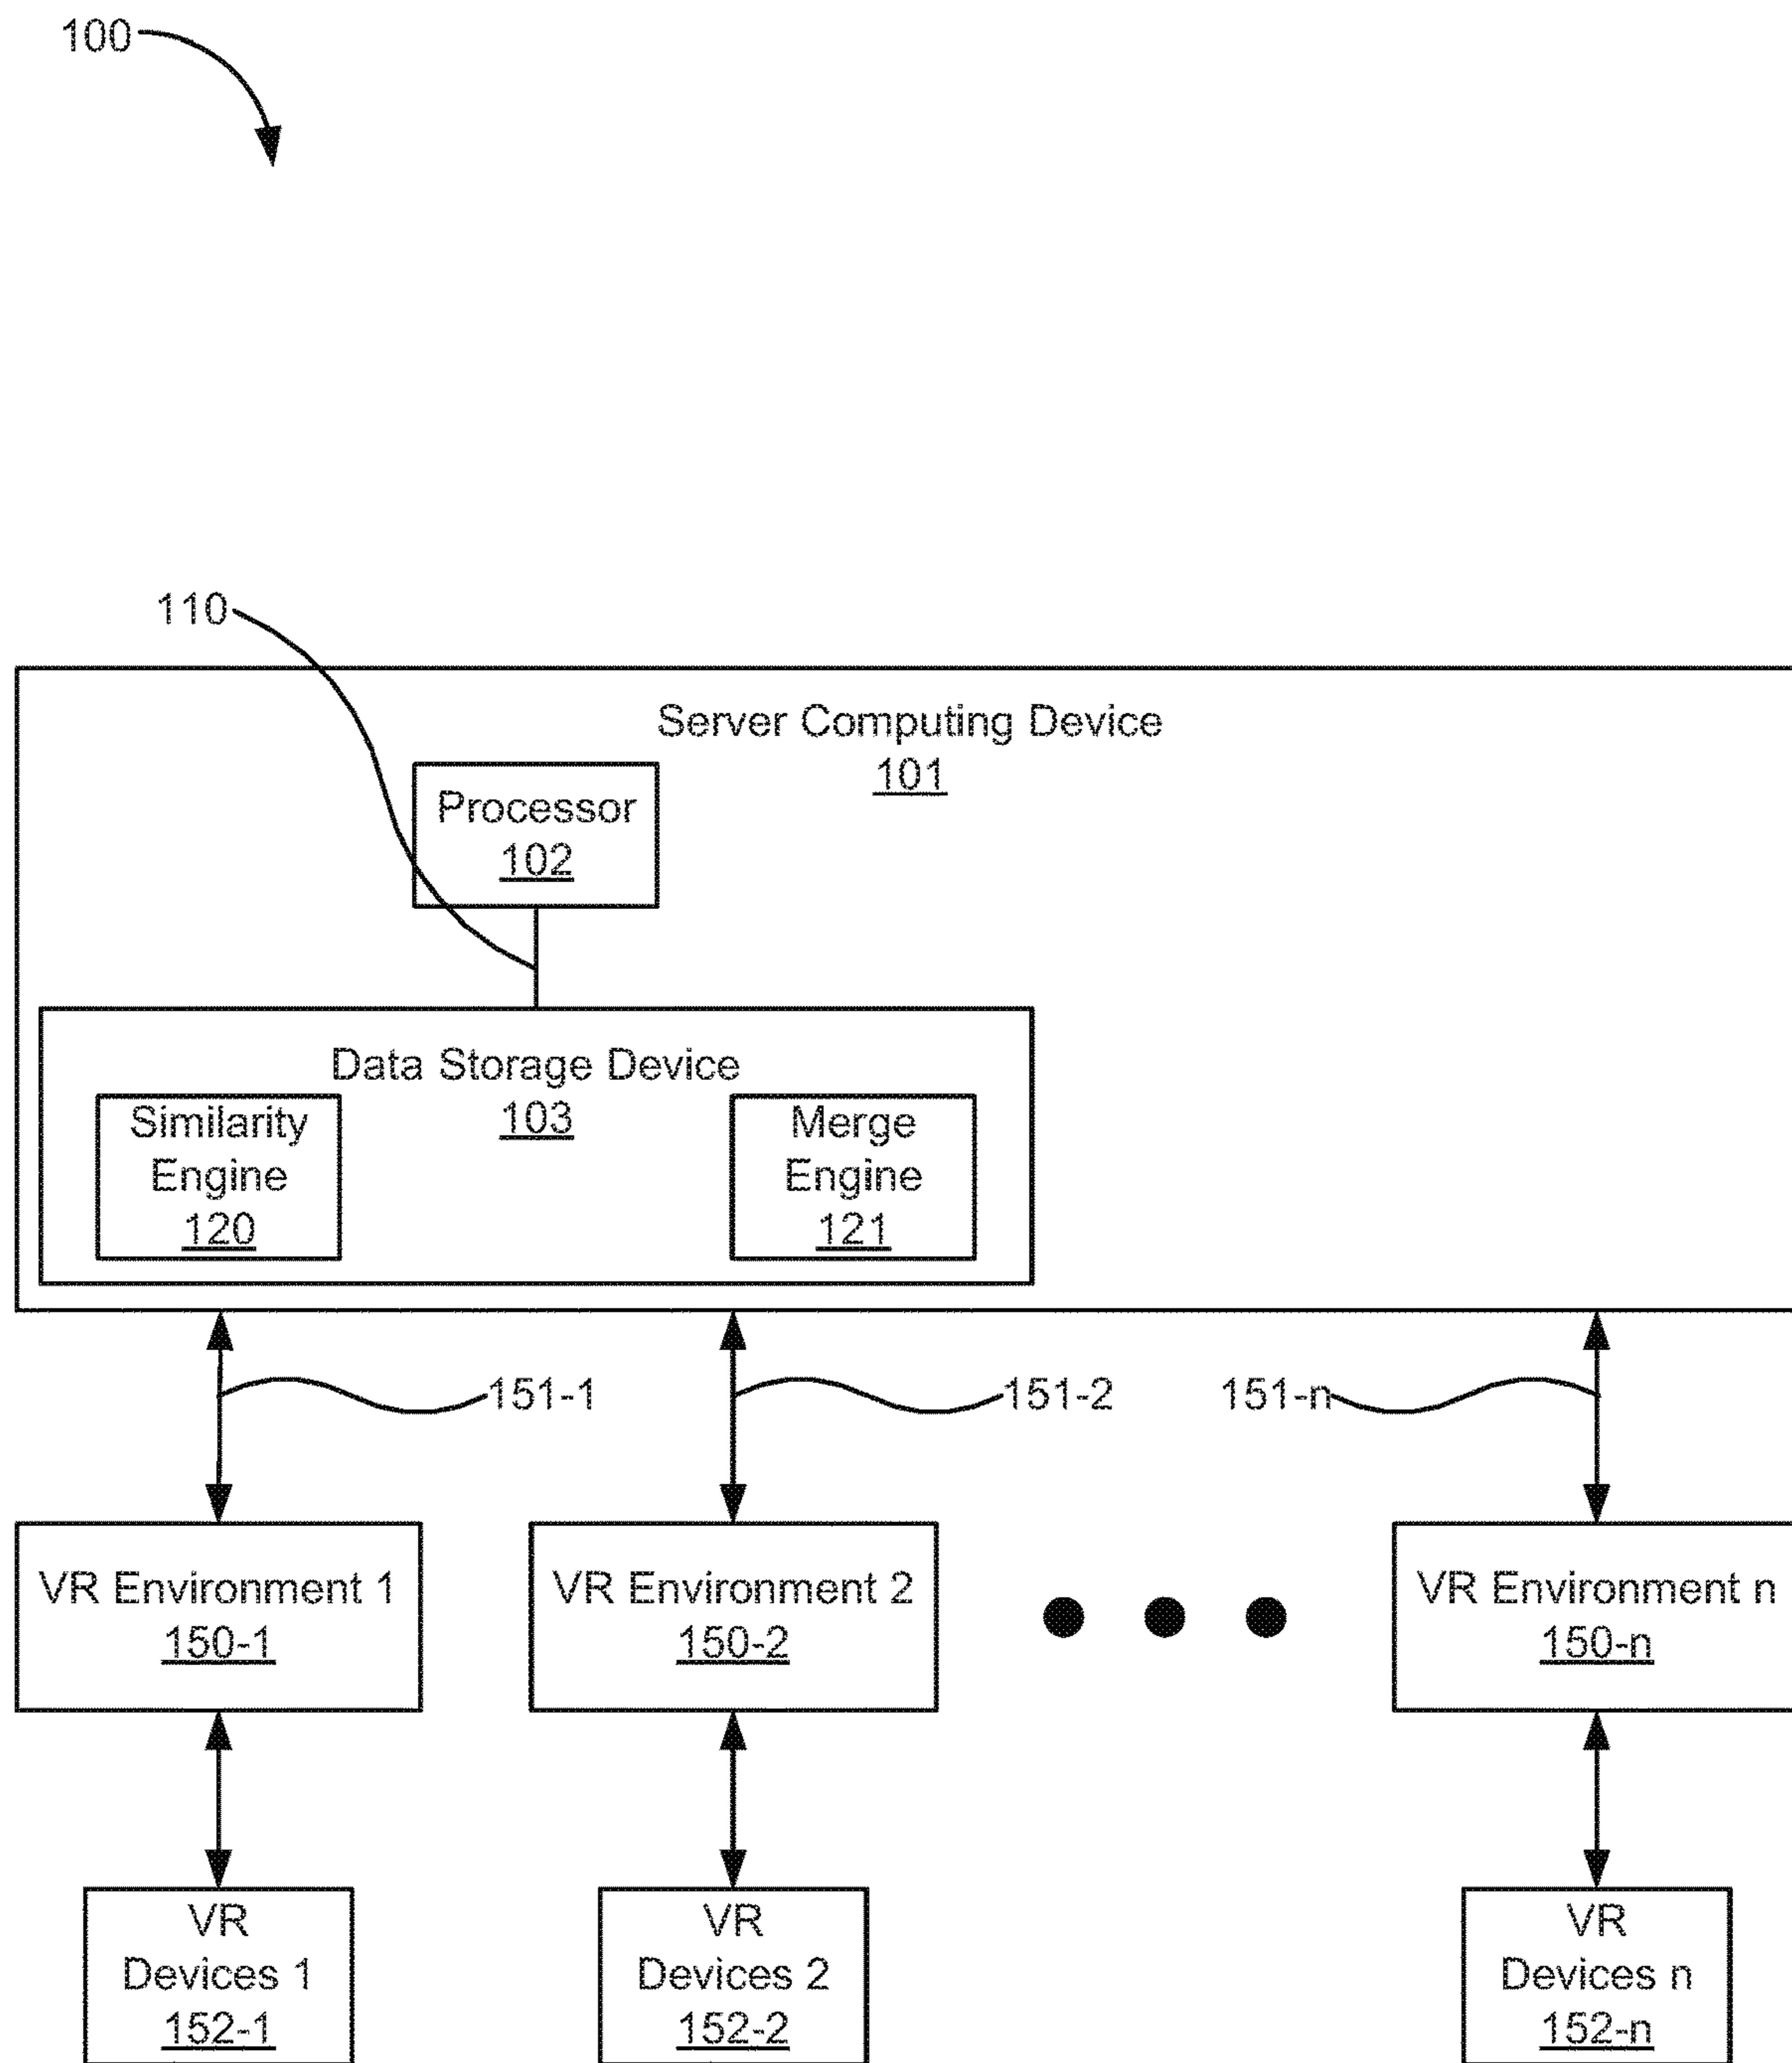 100
110
Server Computing Device
101
Processor
102
Data Storage Device
103
Similarity
Engine
120
Merge
Engine
121
151-1
151-2
151-n
VR Environment 1
150-1
VR Environment 2
150-2
VR Environment n
150-n
VR
Devices 1
152-1
VR
Devices 2
152-2
VR
Devices n
152-n